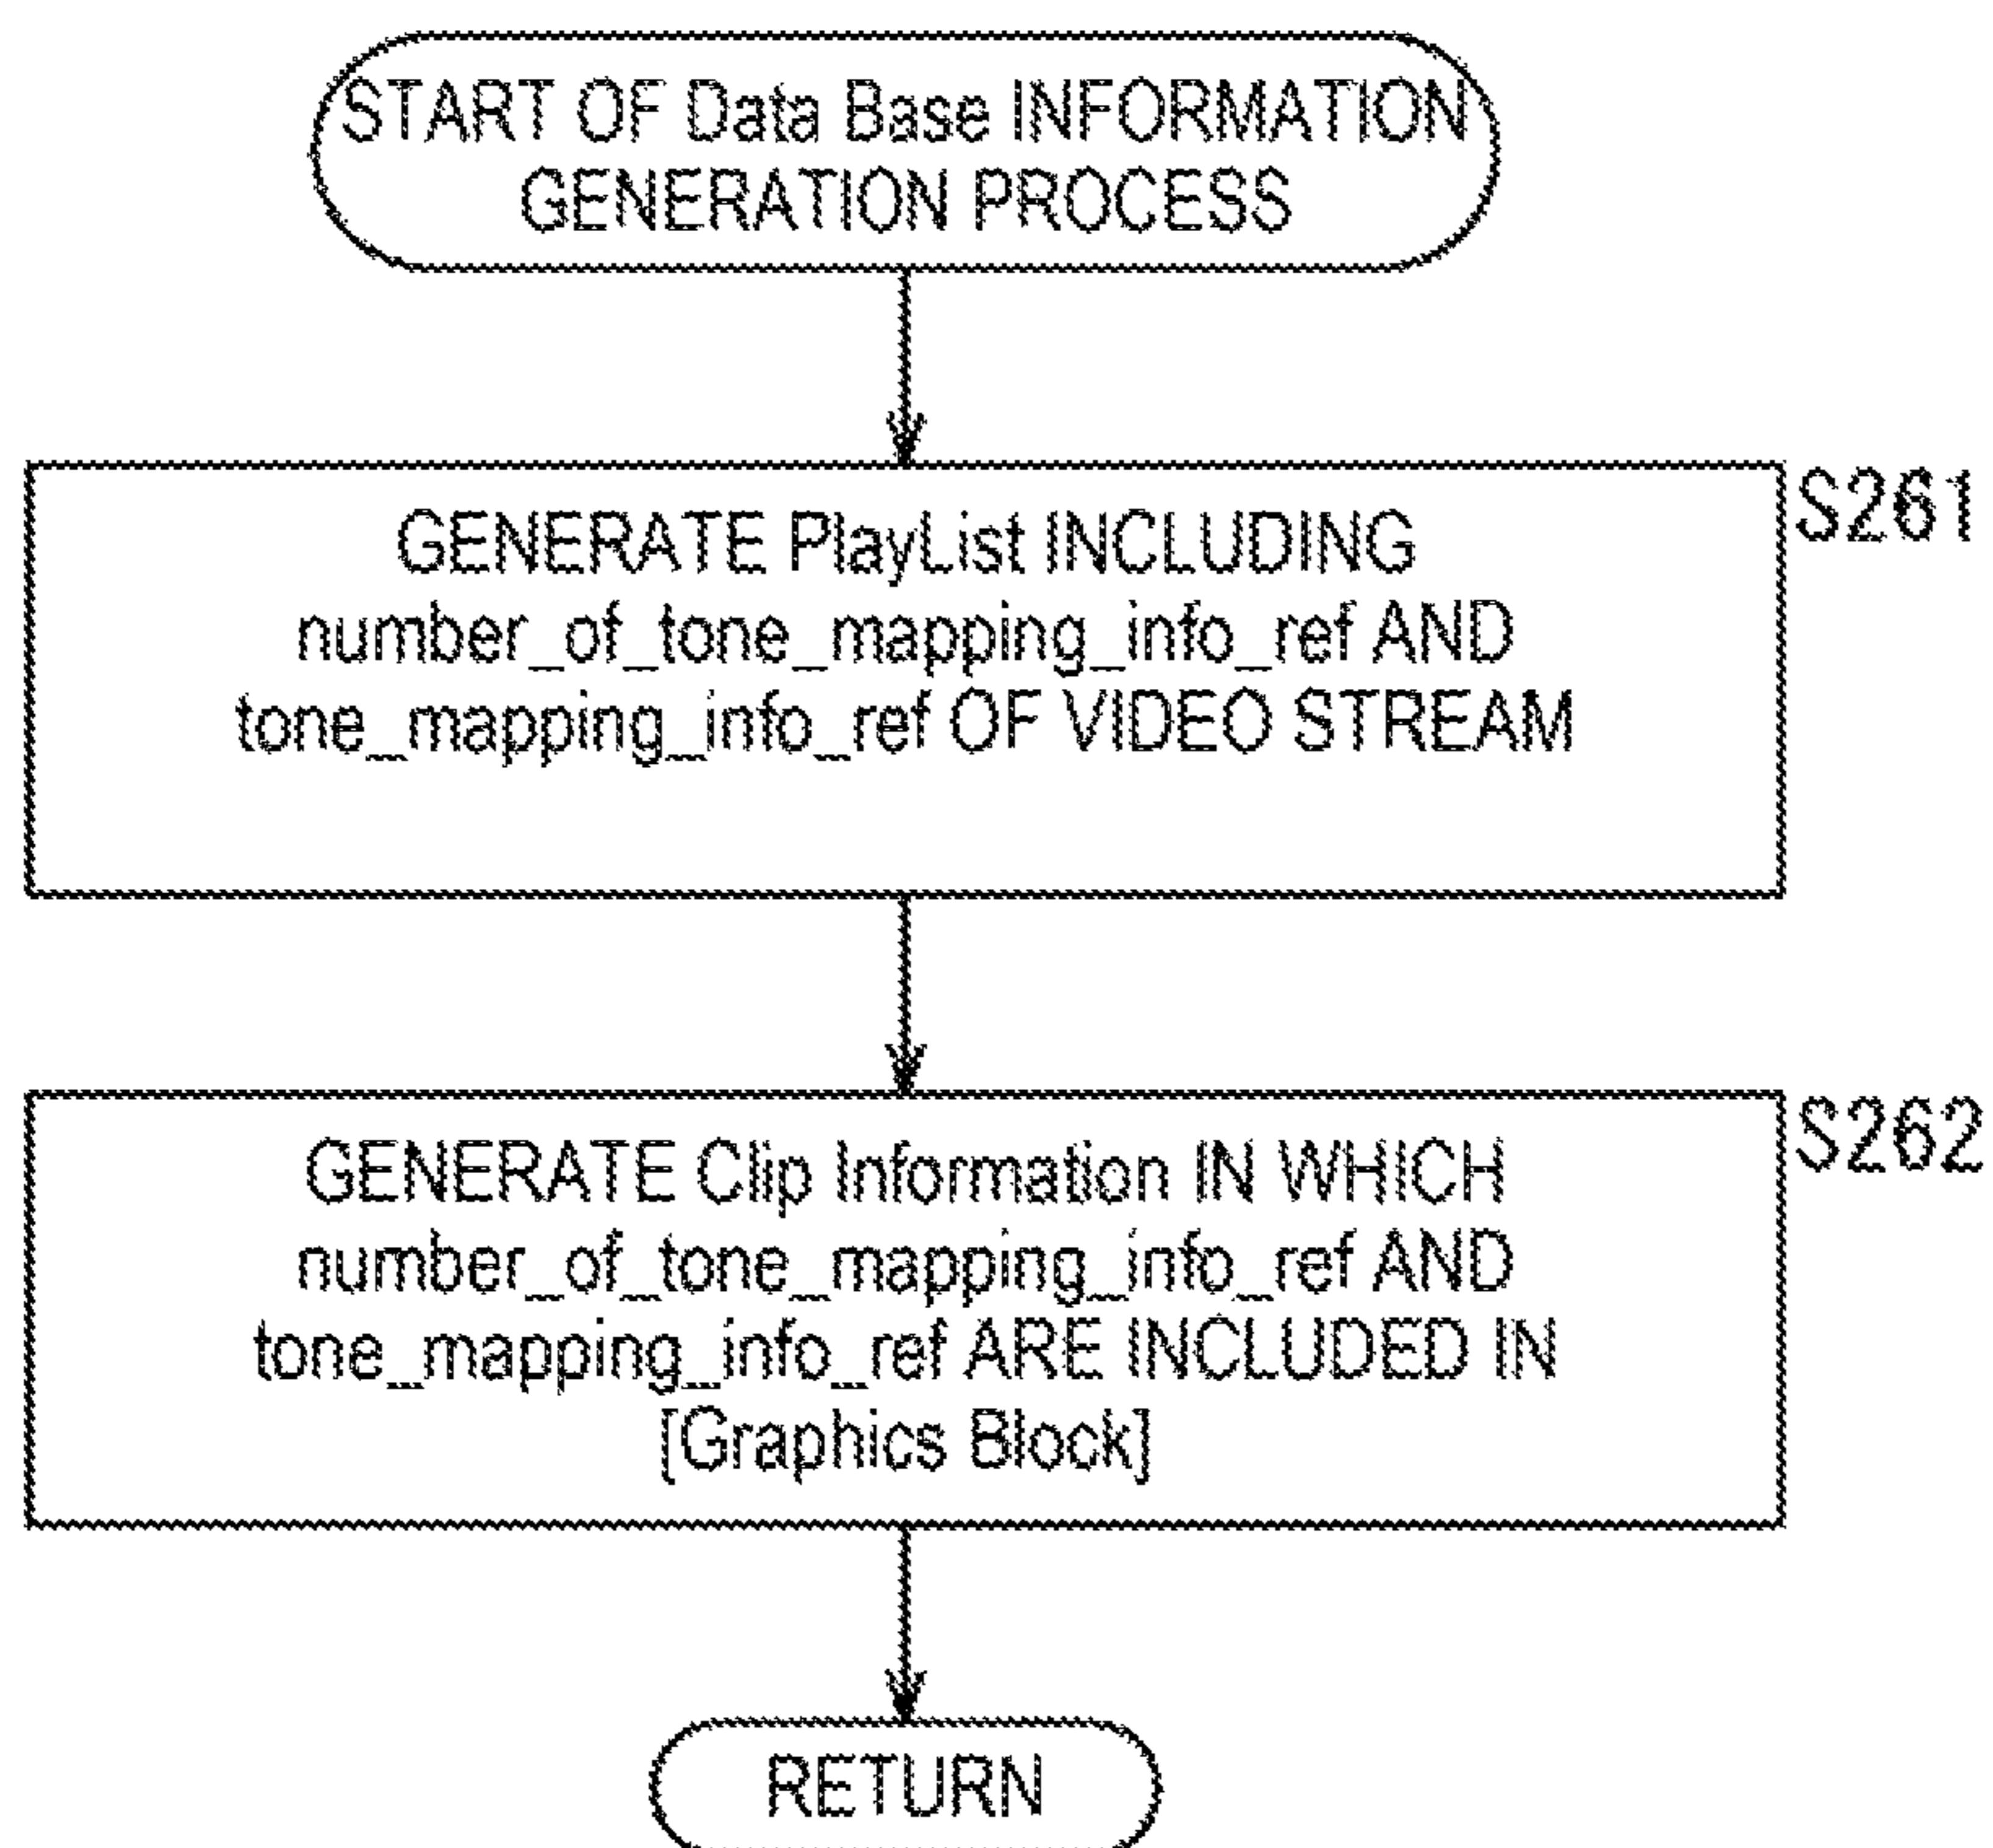 START OF Data Base INFORMATION
GENERATION PROCESS
S261
GENERATE PlayList INCLUDING
number_of_tone_mapping_info_ref AND
tone_mapping_info_ref OF VIDEO STREAM
S262
GENERATE Clip Information IN WHICH
number_of_tone_mapping_info_ref AND
tone_mapping_info_ref ARE INCLUDED IN
[Graphics Block]
RETURN